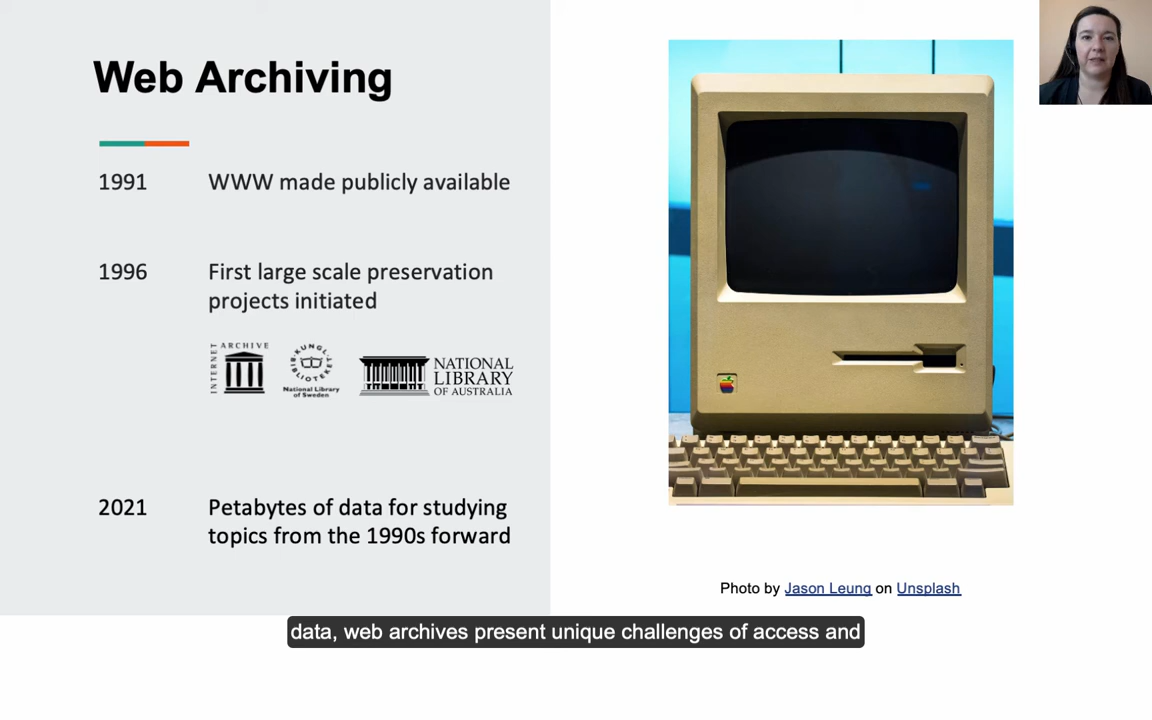 Web Archiving
1991 WWW made publicly available
1996 First large scale preservation
projects initiated
INTERNET ARCHIVE
KUNGL BIBLIOTEKET
National Library
of Sweden
NATIONAL
LIBRARY
OF AUSTRALIA
2021 Petabytes of data for studying
topics from the 1990s forward
Photo by Jason Leung on Unsplash
data, web archives present unique challenges of access and